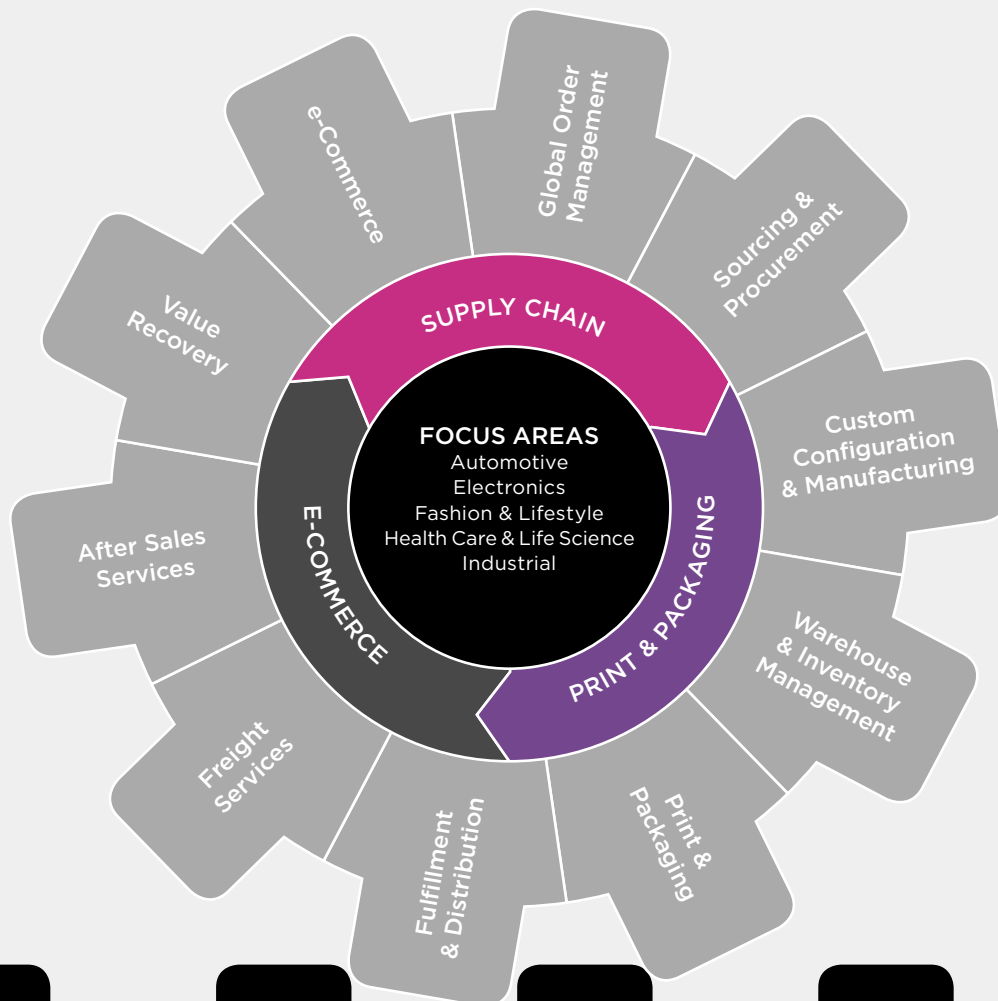 Global Order
Management
Sourcing &
Procurement
Custom
Configuration
& Manufacturing
Warehouse
& Inventory
Management
Print &
Packaging
Fulfillment
& Distribution
Freight
Services
After Sales
Services
Value
Recovery
e-Commerce
SUPPLY CHAIN
PRINT & PACKAGING
E-COMMERCE
FOCUS AREAS
Automotive
Electronics
Fashion & Lifestyle
Health Care & Life Science
Industrial